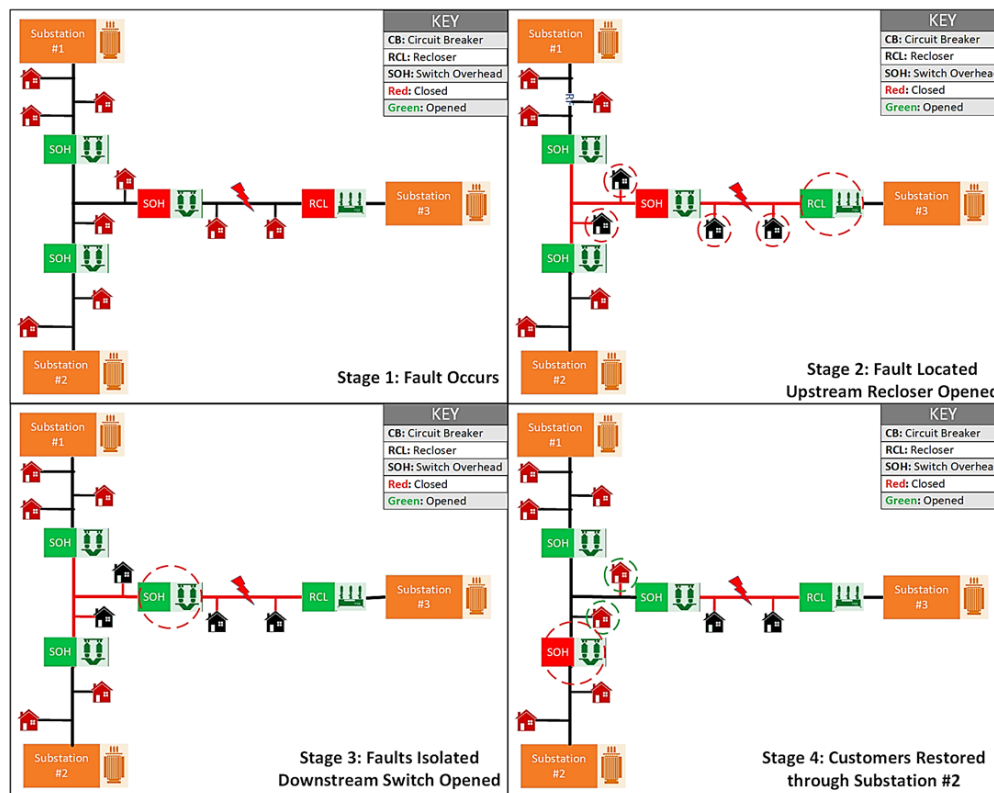 Substation
#1
KEY
CB: Circuit Breaker
RCL: Recloser
SOH: Switch Overhead
Red: Closed
Green: Opened
SOH
SOH
RCL
Substation
#3
SOH
Substation
#2
Stage 1: Fault Occurs
Substation
#1
KEY
CB: Circuit Breaker
RCL: Recloser
SOH: Switch Overhead
Red: Closed
Green: Opened
SOH
SOH
RCL
Substation
#3
SOH
Substation
#2
Stage 2: Fault Located
Upstream Recloser Opened
Substation
#1
KEY
CB: Circuit Breaker
RCL: Recloser
SOH: Switch Overhead
Red: Closed
Green: Opened
SOH
SOH
RCL
Substation
#3
SOH
Substation
#2
Stage 3: Faults Isolated
Downstream Switch Opened
Substation
#1
KEY
CB: Circuit Breaker
RCL: Recloser
SOH: Switch Overhead
Red: Closed
Green: Opened
SOH
SOH
RCL
Substation
#3
SOH
Substation
#2
Stage 4: Customers Restored
through Substation #2